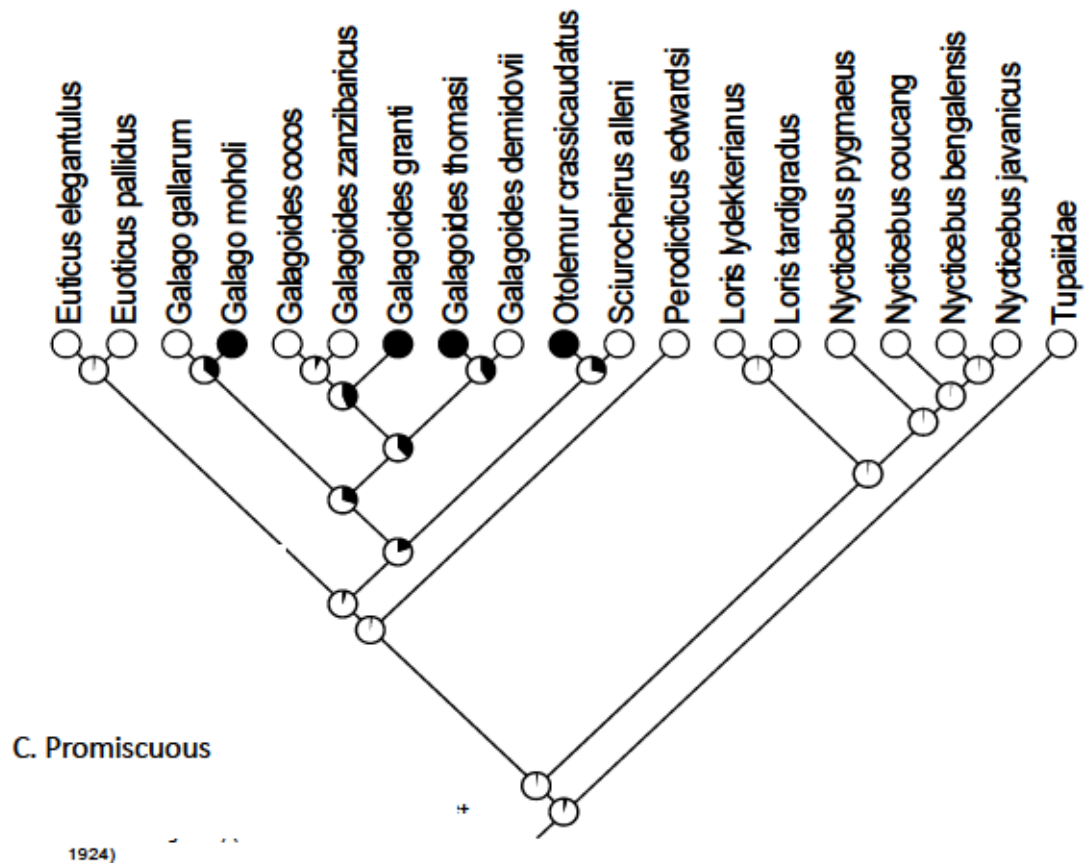 Euticus elegantulus
Euoticus pallidus
Galago gallarum
Galago moholi
Galagoides cocos
Galagoides zanzibaricus
Galagoides granti
Galagoides thomasi
Galagoides demidovii
Otolemur crassicaudatus
Sciurocheirus alleni
Perodicticus edwardsi
Loris lydekkerianus
Loris tardigradus
Nycticebus pygmaeus
Nycticebus coucang
Nycticebus bengalensis
Nycticebus javanicus
Tupaiidae
C. Promiscuous
1924)